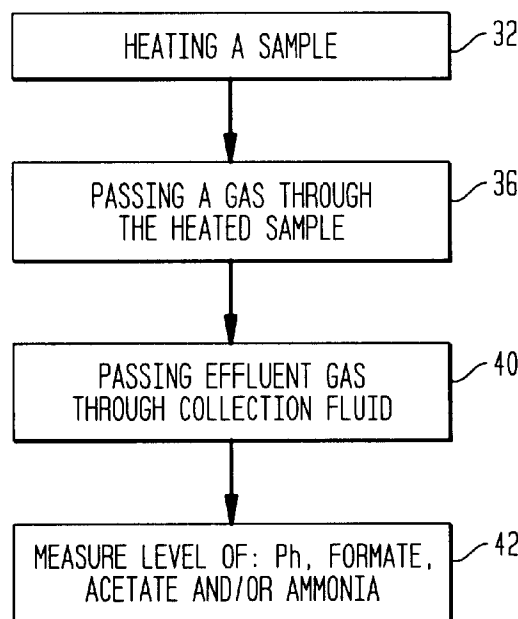 HEATING A SAMPLE
32
PASSING A GAS THROUGH
THE HEATED SAMPLE
36
PASSING EFFLUENT GAS
THROUGH COLLECTION FLUID
40
MEASURE LEVEL OF: Ph, FORMATE,
ACETATE AND/OR AMMONIA
42